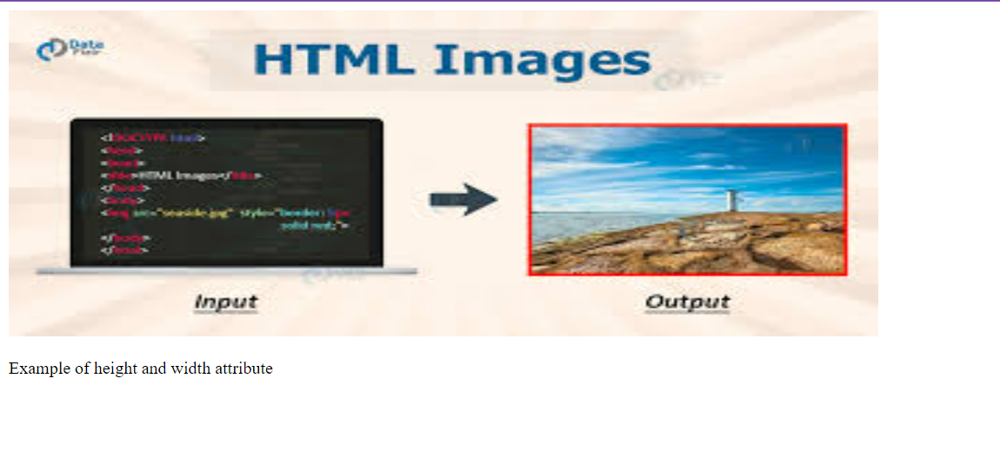 Data
Flair
HTML Images
<!DOCTYPE html>
<html>
<head>
<title>HTML Images</title>
</head>
<body>
<img src="seaside.jpg" style="border: 5px
solid red;">
</body>
</html>
Input
Output
Example of height and width attribute